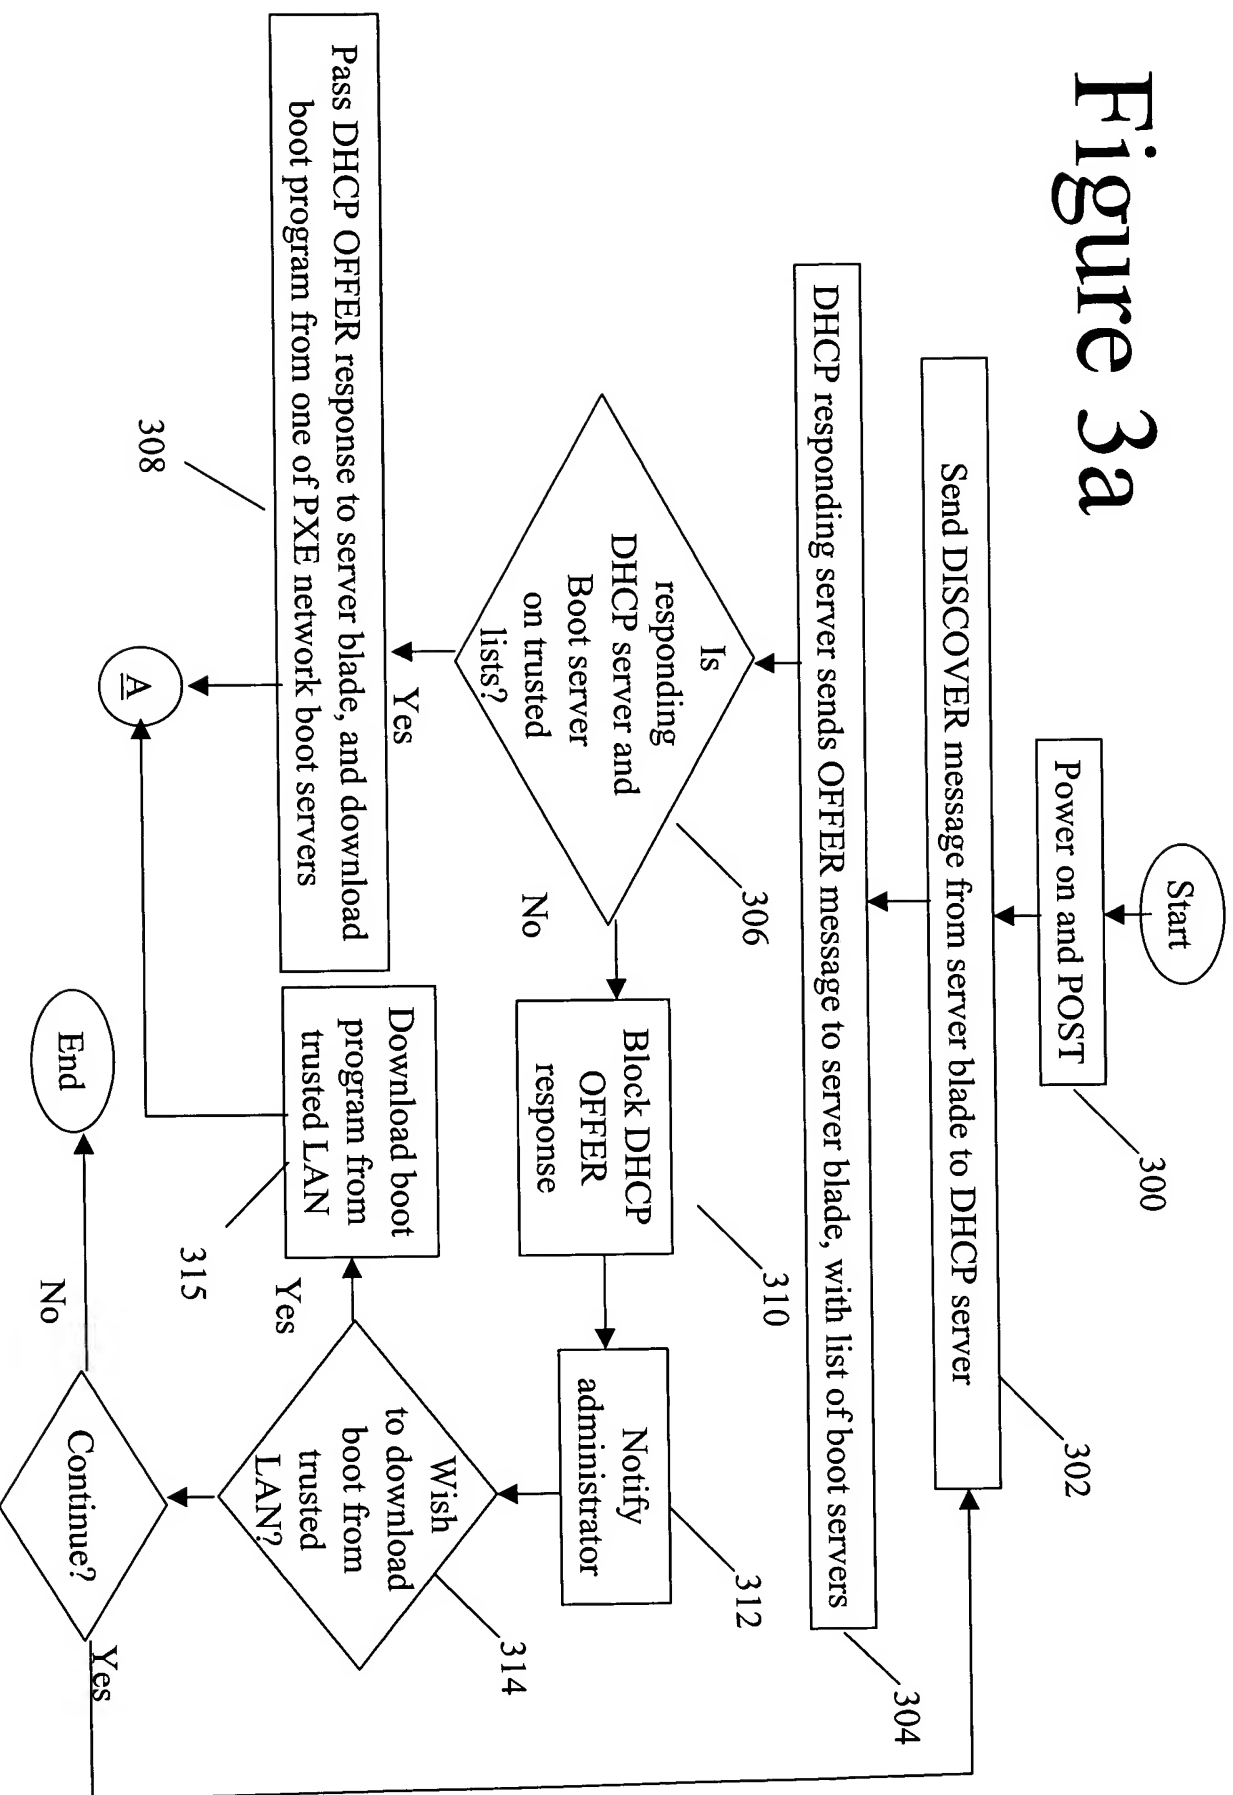 Figure 3a
Start
Power on and POST
300
Send DISCOVER message from server blade to DHCP server
302
DHCP responding server sends OFFER message to server blade, with list of boot servers
304
Is
responding
DHCP server and
Boot server
on trusted
lists?
306
No
Yes
Block DHCP
OFFER
response
310
Notify
administrator
312
Pass DHCP OFFER response to server blade, and download
boot program from one of PXE network boot servers
308
Download boot
program from
trusted LAN
315
Yes
Wish
to download
boot from
trusted
LAN?
314
A
End
No
Continue?
Yes